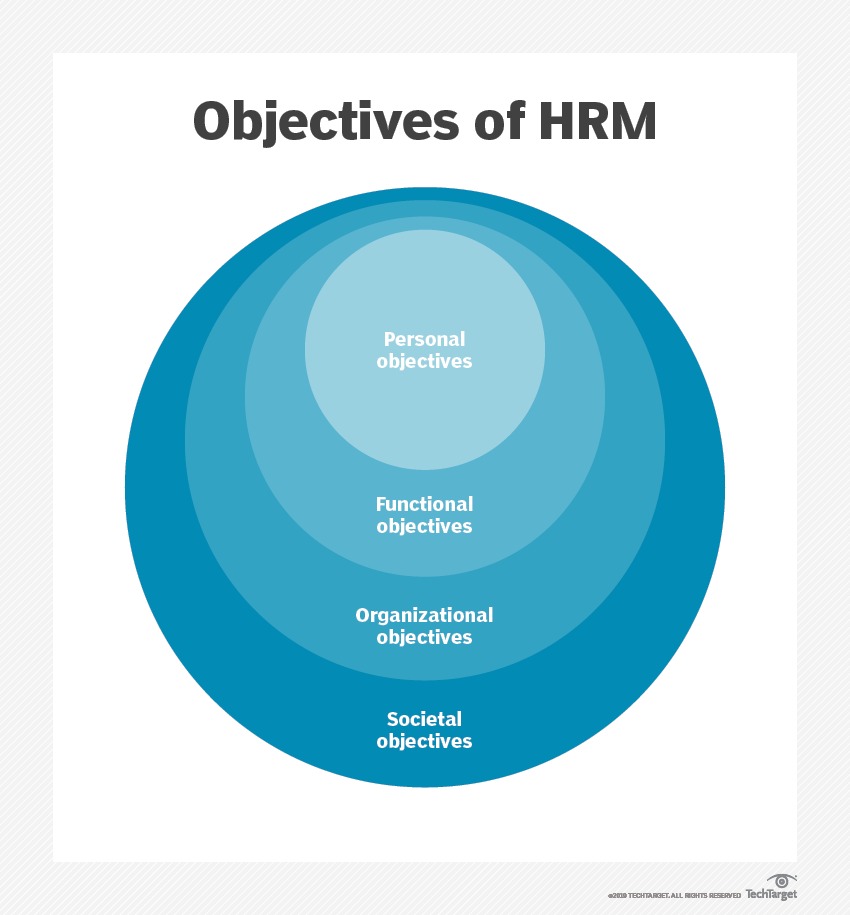 Objectives of HRM
Personal
objectives
Functional
objectives
Organizational
objectives
Societal
objectives
©2019 TECHTARGET. ALL RIGHTS RESERVED TechTarget